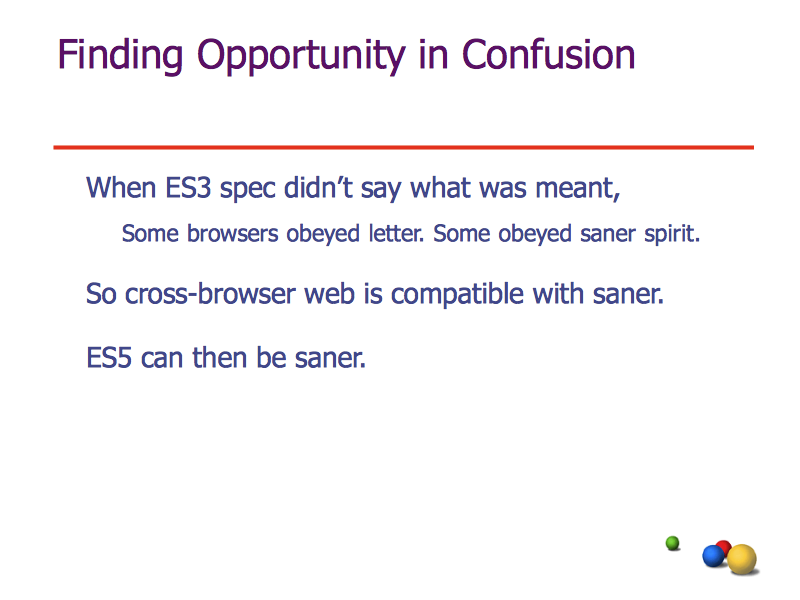 Finding Opportunity in Confusion
When ES3 spec didn’t say what was meant,
Some browsers obeyed letter. Some obeyed saner spirit.
So cross-browser web is compatible with saner.
ES5 can then be saner.